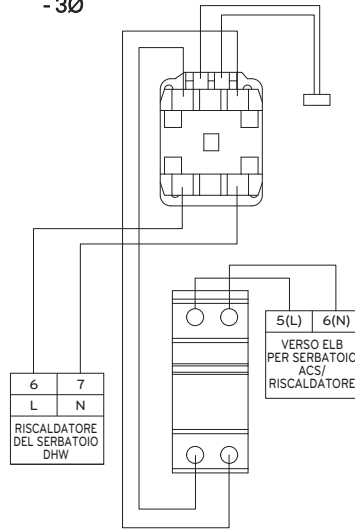 - 3Ø
5(L) 6(N)
VERSO ELB
PER SERBATOIO
ACS/
RISCALDATORE
6 7
L N
RISCALDATORE
DEL SERBATOIO
DHW